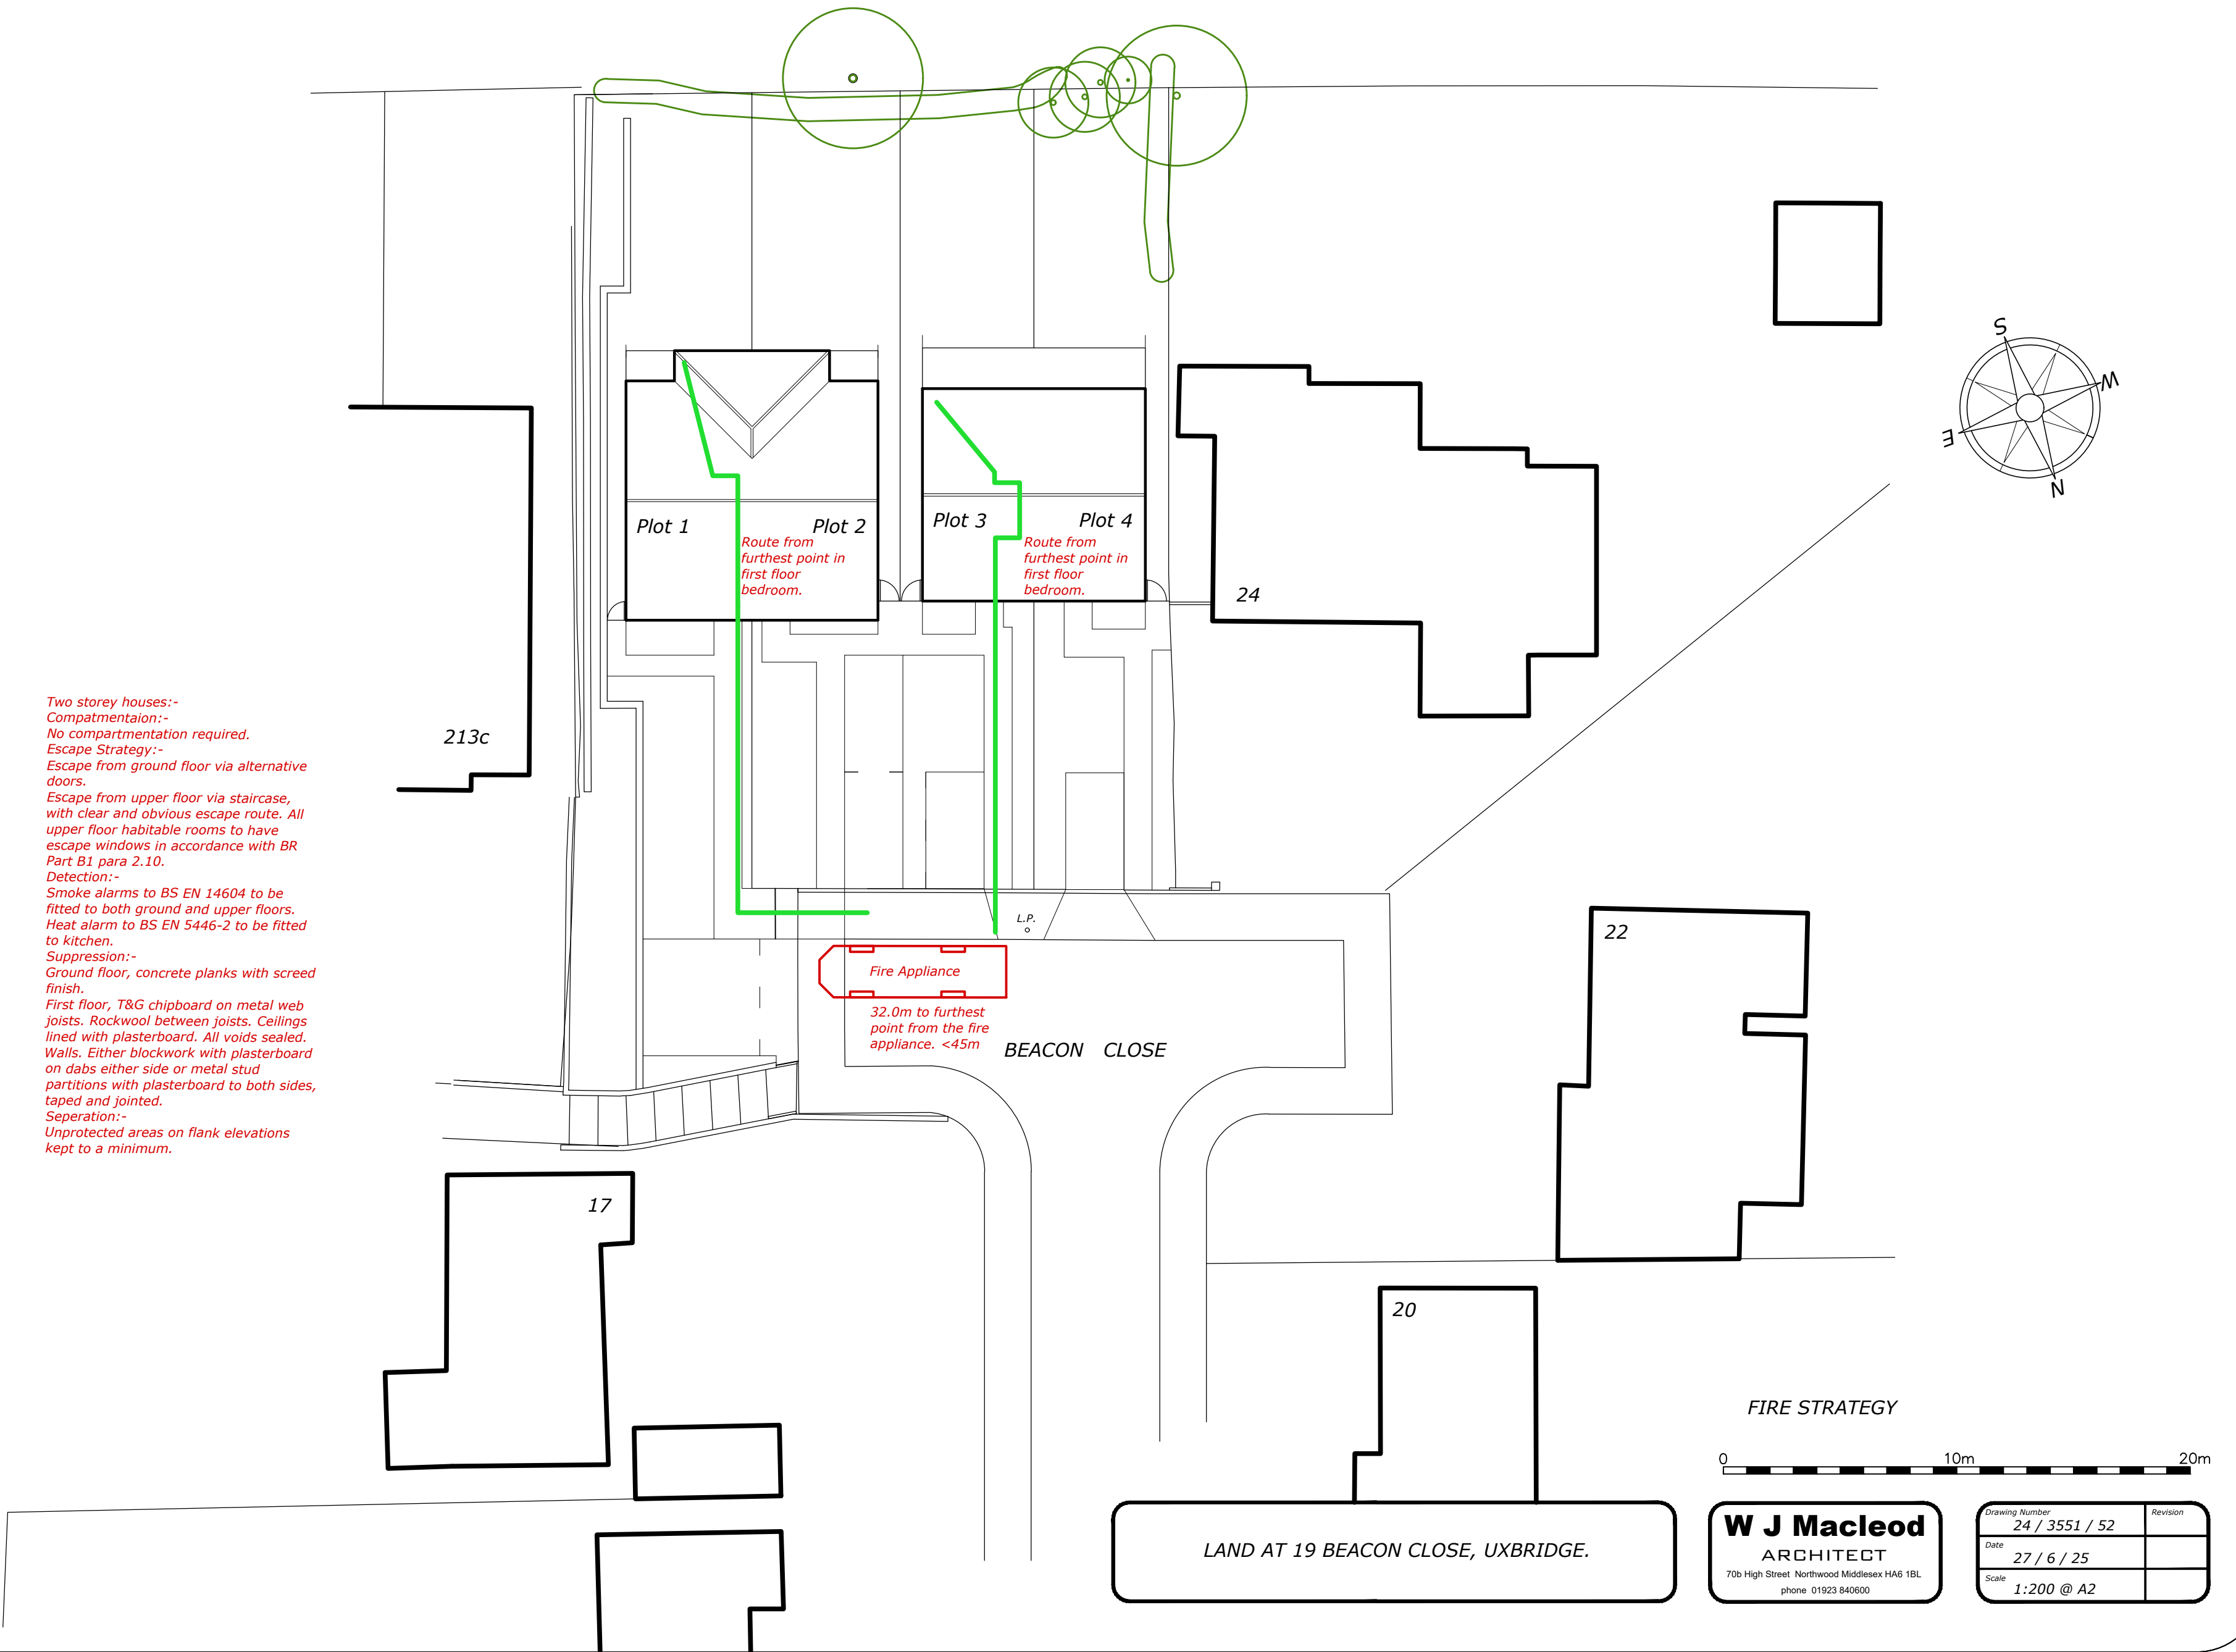 S
W
E
N
Plot 1
Plot 2
Plot 3
Plot 4
Route from
furthest point in
first floor
bedroom.
Route from
furthest point in
first floor
bedroom.
24
213c
Two storey houses:-
Compatmentaion:-
No compartmentation required.
Escape Strategy:-
Escape from ground floor via alternative
doors.
Escape from upper floor via staircase,
with clear and obvious escape route. All
upper floor habitable rooms to have
escape windows in accordance with BR
Part B1 para 2.10.
Detection:-
Smoke alarms to BS EN 14604 to be
fitted to both ground and upper floors.
Heat alarm to BS EN 5446-2 to be fitted
to kitchen.
Suppression:-
Ground floor, concrete planks with screed
finish.
First floor, T&G chipboard on metal web
joists. Rockwool between joists. Ceilings
lined with plasterboard. All voids sealed.
Walls. Either blockwork with plasterboard
on dabs either side or metal stud
partitions with plasterboard to both sides,
taped and jointed.
Seperation:-
Unprotected areas on flank elevations
kept to a minimum.
L.P.
22
Fire Appliance
32.0m to furthest
point from the fire
appliance. <45m
BEACON CLOSE
17
20
FIRE STRATEGY
0 10m 20m
LAND AT 19 BEACON CLOSE, UXBRIDGE.
W J Macleod
ARCHITECT
70b High Street Northwood Middlesex HA6 1BL
phone 01923 840600
Drawing Number
24 / 3551 / 52
Revision
Date
27 / 6 / 25
Scale
1:200 @ A2